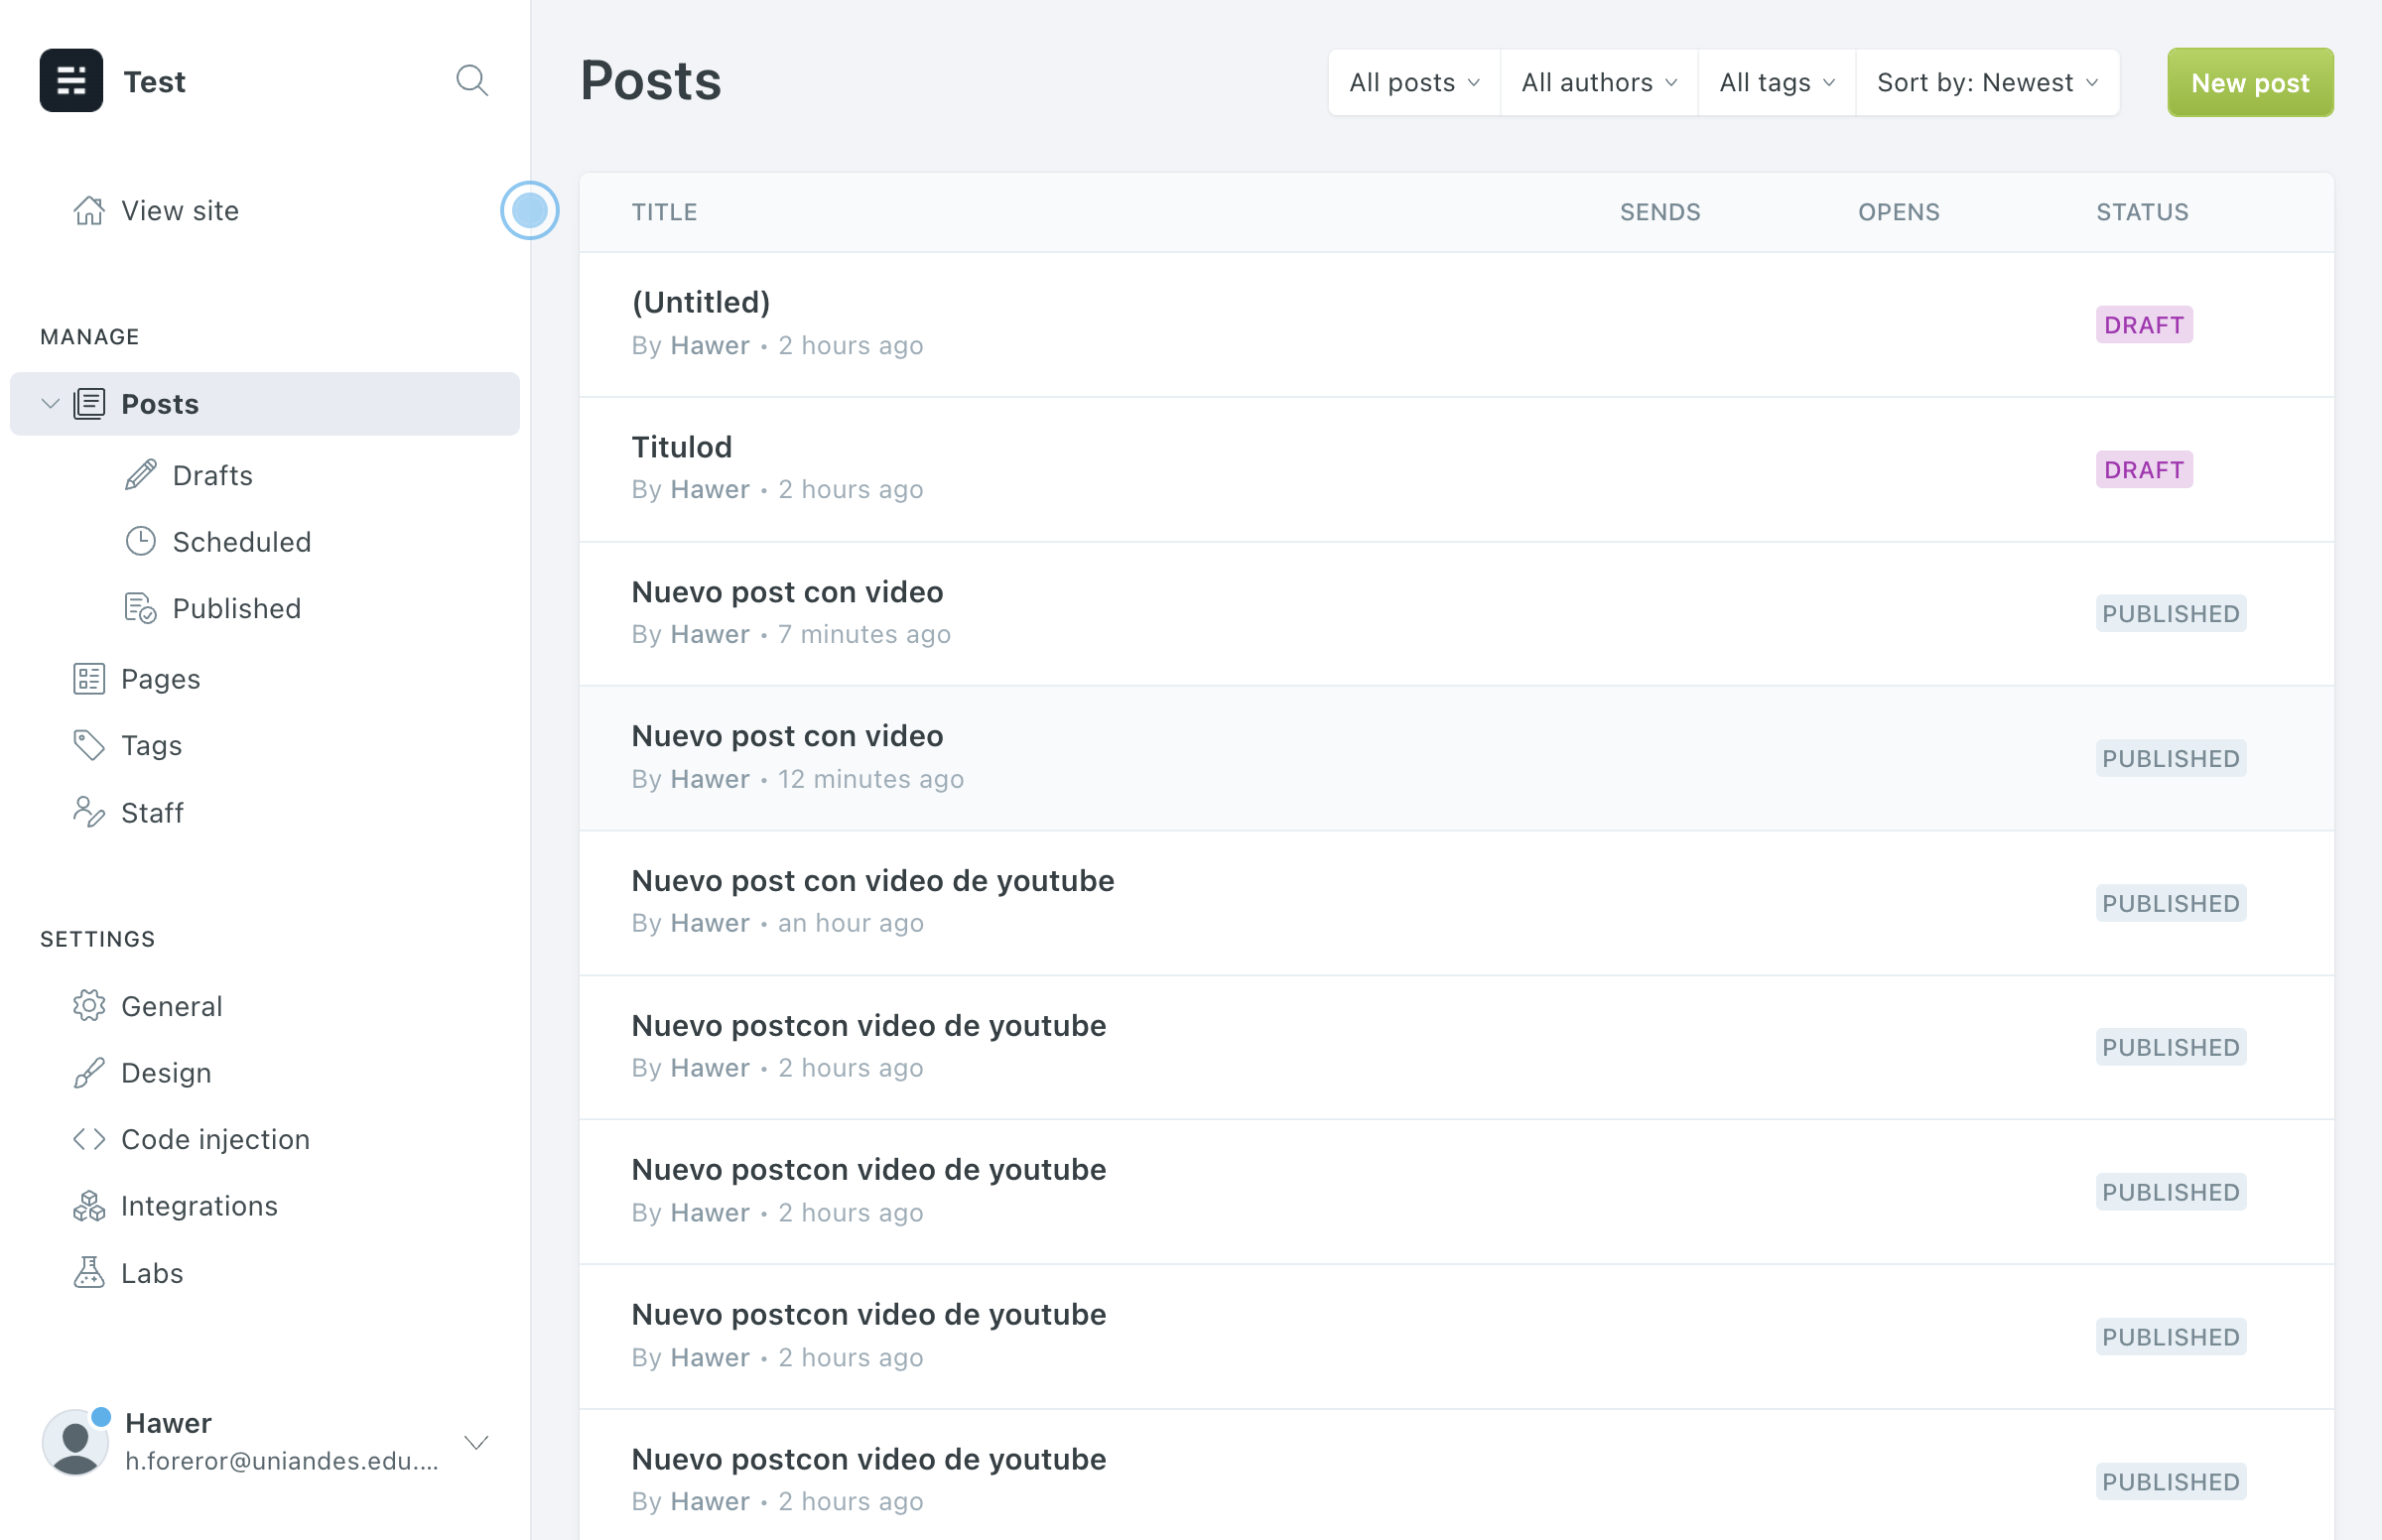 Test
View site
MANAGE
Posts
Drafts
Scheduled
Published
Pages
Tags
Staff
SETTINGS
General
Design
Code injection
Integrations
Labs
Hawer
h.foreror@uniandes.edu....
Posts
All posts All authors All tags Sort by: Newest New post
TITLE SENDS OPENS STATUS
(Untitled)
By Hawer • 2 hours ago
DRAFT
Titulod
By Hawer • 2 hours ago
DRAFT
Nuevo post con video
By Hawer • 7 minutes ago
PUBLISHED
Nuevo post con video
By Hawer • 12 minutes ago
PUBLISHED
Nuevo post con video de youtube
By Hawer • an hour ago
PUBLISHED
Nuevo postcon video de youtube
By Hawer • 2 hours ago
PUBLISHED
Nuevo postcon video de youtube
By Hawer • 2 hours ago
PUBLISHED
Nuevo postcon video de youtube
By Hawer • 2 hours ago
PUBLISHED
Nuevo postcon video de youtube
By Hawer • 2 hours ago
PUBLISHED